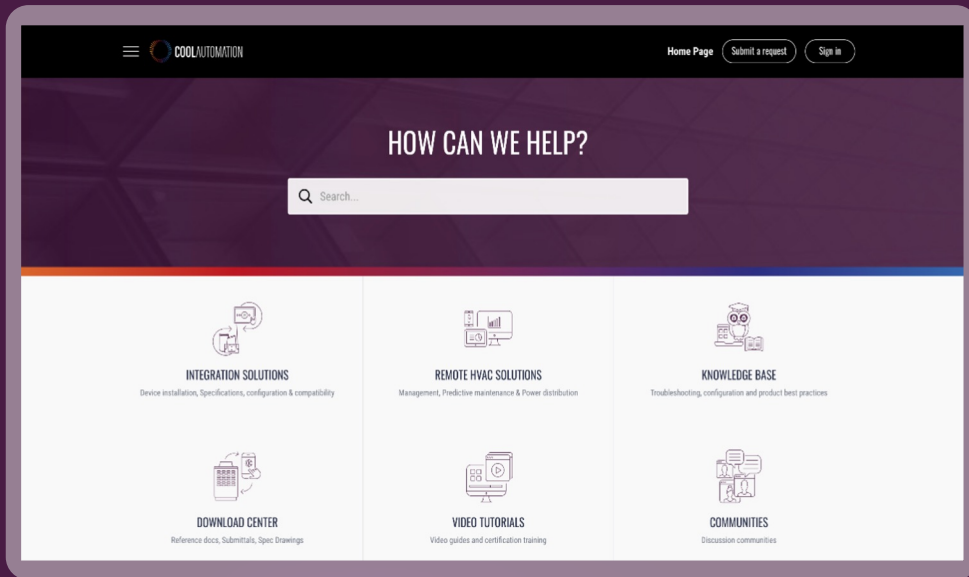 COOLAUTOMATION
Home Page
Submit a request
Sign in
HOW CAN WE HELP?
Search...
INTEGRATION SOLUTIONS
Device installation, Specifications, configuration & compatibility
REMOTE HVAC SOLUTIONS
Management, Predictive maintenance & Power distribution
KNOWLEDGE BASE
Troubleshooting, configuration and product best practices
DOWNLOAD CENTER
Reference docs, Submittals, Spec Drawings
VIDEO TUTORIALS
Video guides and certification training
COMMUNITIES
Discussion communities